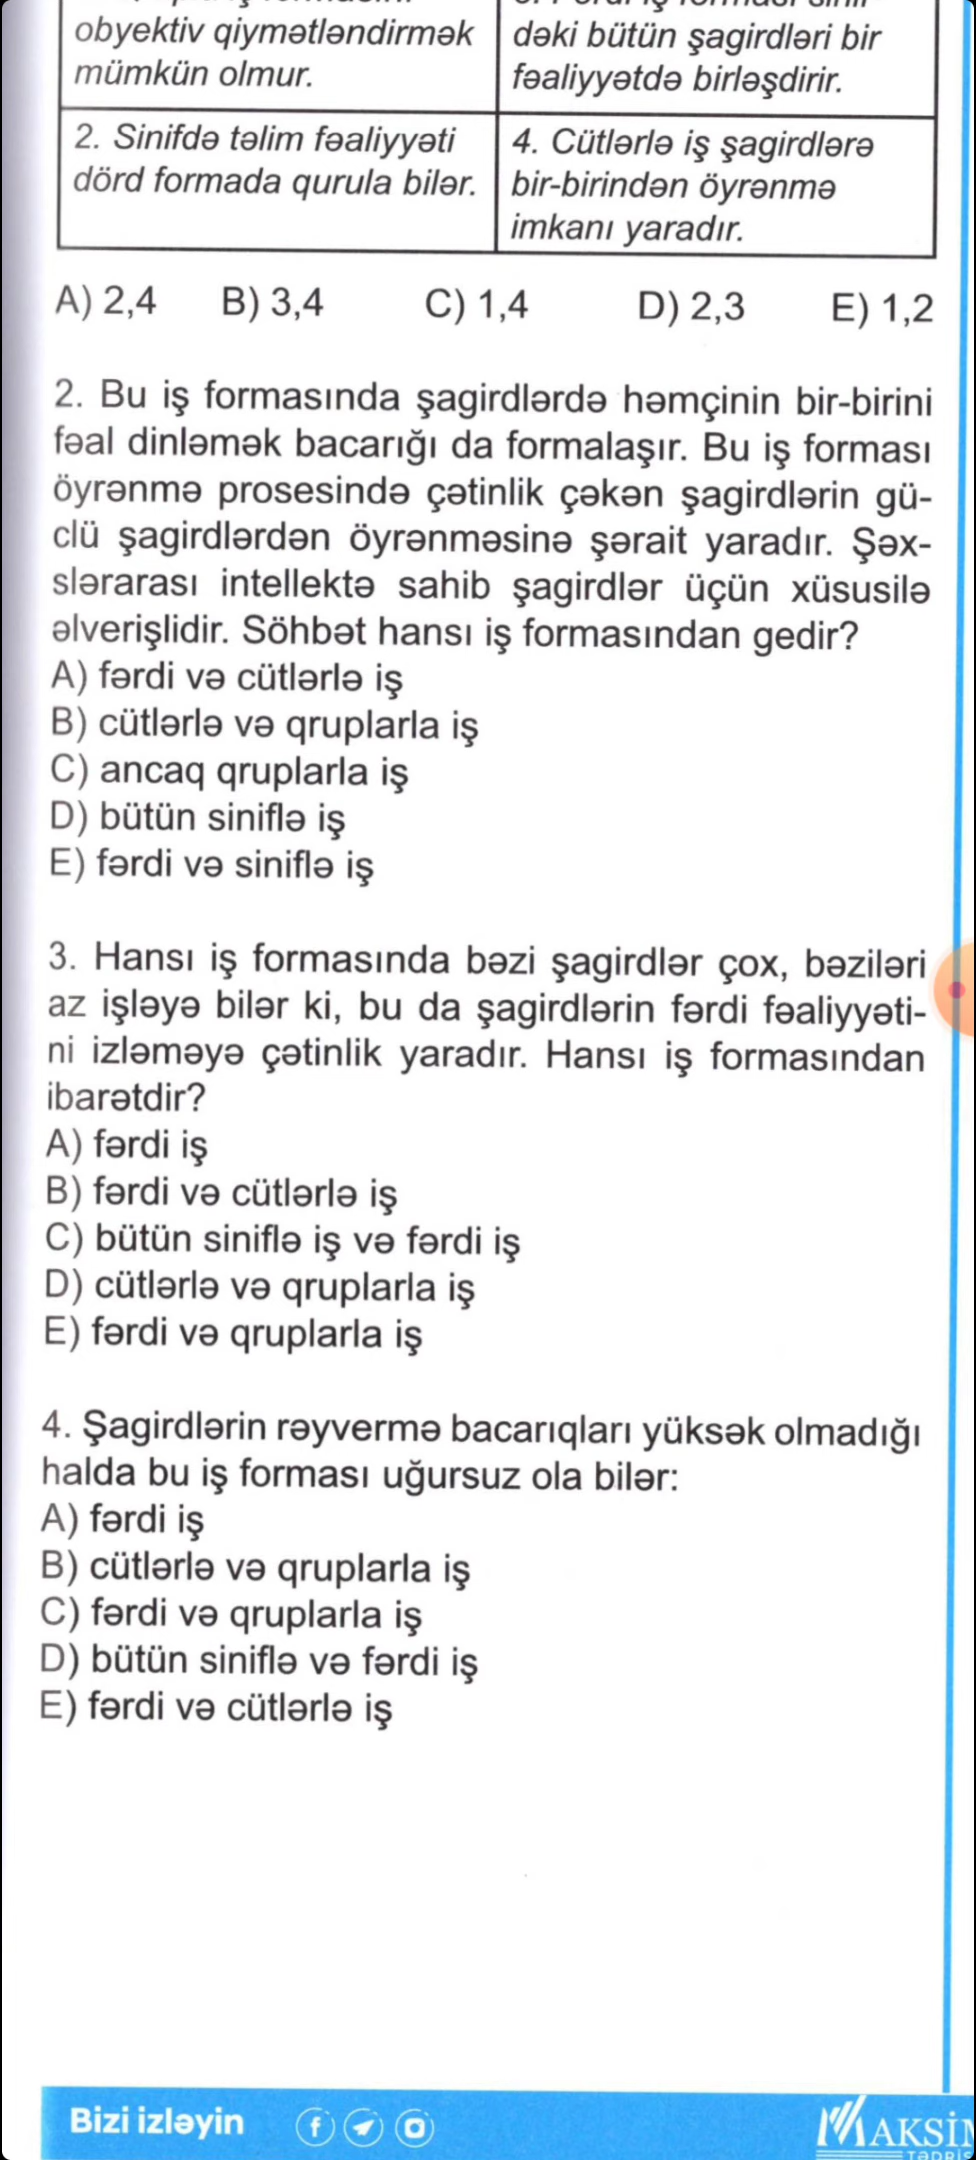 obyektiv qiymətləndirmək
mümkün olmur.
dəki bütün şagirdləri bir
fəaliyyətdə birləşdirir.
2. Sinifdə təlim fəaliyyəti
dörd formada qurula bilər.
4. Cütlərlə iş şagirdlərə
bir-birindən öyrənmə
imkanı yaradır.
A) 2,4 B) 3,4 C) 1,4 D) 2,3 E) 1,2
2. Bu iş formasında şagirdlərdə həmçinin bir-birini
fəal dinləmək bacarığı da formalaşır. Bu iş forması
öyrənmə prosesində çətinlik çəkən şagirdlərin gü-
clü şagirdlərdən öyrənməsinə şərait yaradır. Şəx-
slərarası intellektə sahib şagirdlər üçün xüsusilə
əlverişlidir. Söhbət hansı iş formasından gedir?
A) fərdi və cütlərlə iş
B) cütlərlə və qruplarla iş
C) ancaq qruplarla iş
D) bütün siniflə iş
E) fərdi və siniflə iş
3. Hansı iş formasında bəzi şagirdlər çox, bəziləri
az işləyə bilər ki, bu da şagirdlərin fərdi fəaliyyəti-
ni izləməyə çətinlik yaradır. Hansı iş formasından
ibarətdir?
A) fərdi iş
B) fərdi və cütlərlə iş
C) bütün siniflə iş və fərdi iş
D) cütlərlə və qruplarla iş
E) fərdi və qruplarla iş
4. Şagirdlərin rəyvermə bacarıqları yüksək olmadığı
halda bu iş forması uğursuz ola bilər:
A) fərdi iş
B) cütlərlə və qruplarla iş
C) fərdi və qruplarla iş
D) bütün siniflə və fərdi iş
E) fərdi və cütlərlə iş
Bizi izləyin